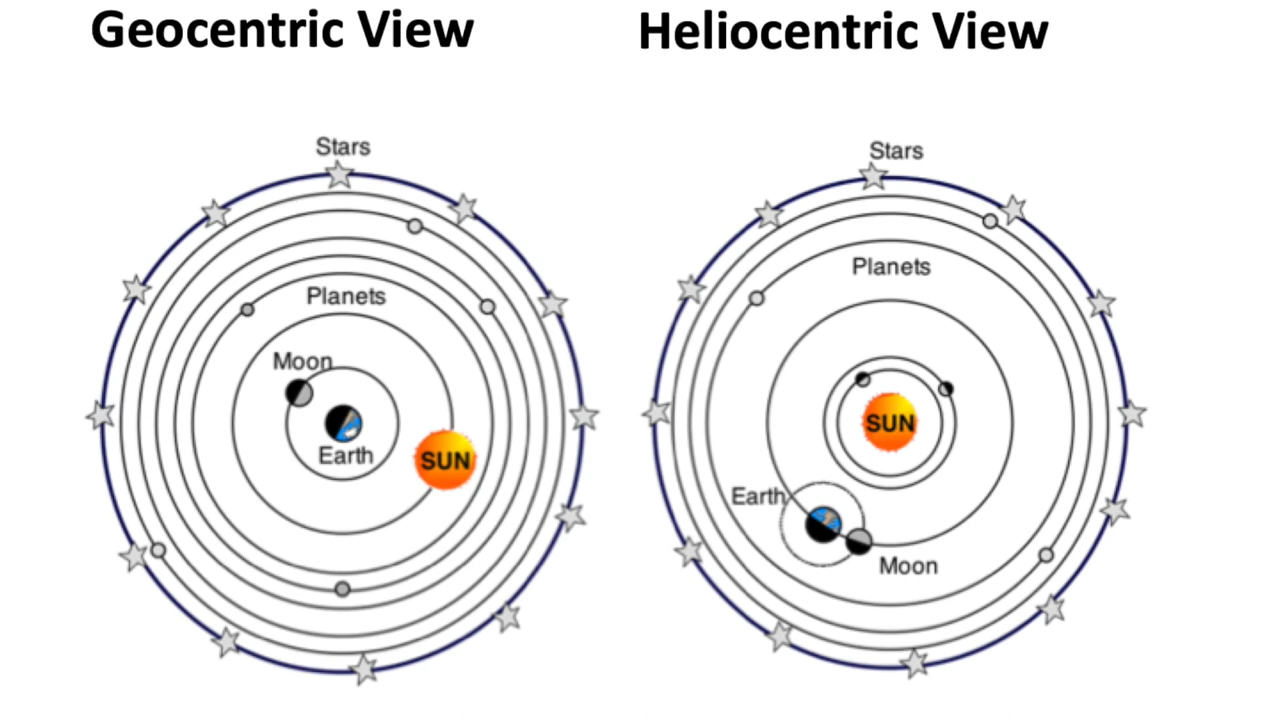 Geocentric View
Heliocentric View
Stars
Planets
Moon
Earth
SUN
Stars
Planets
SUN
Earth
Moon